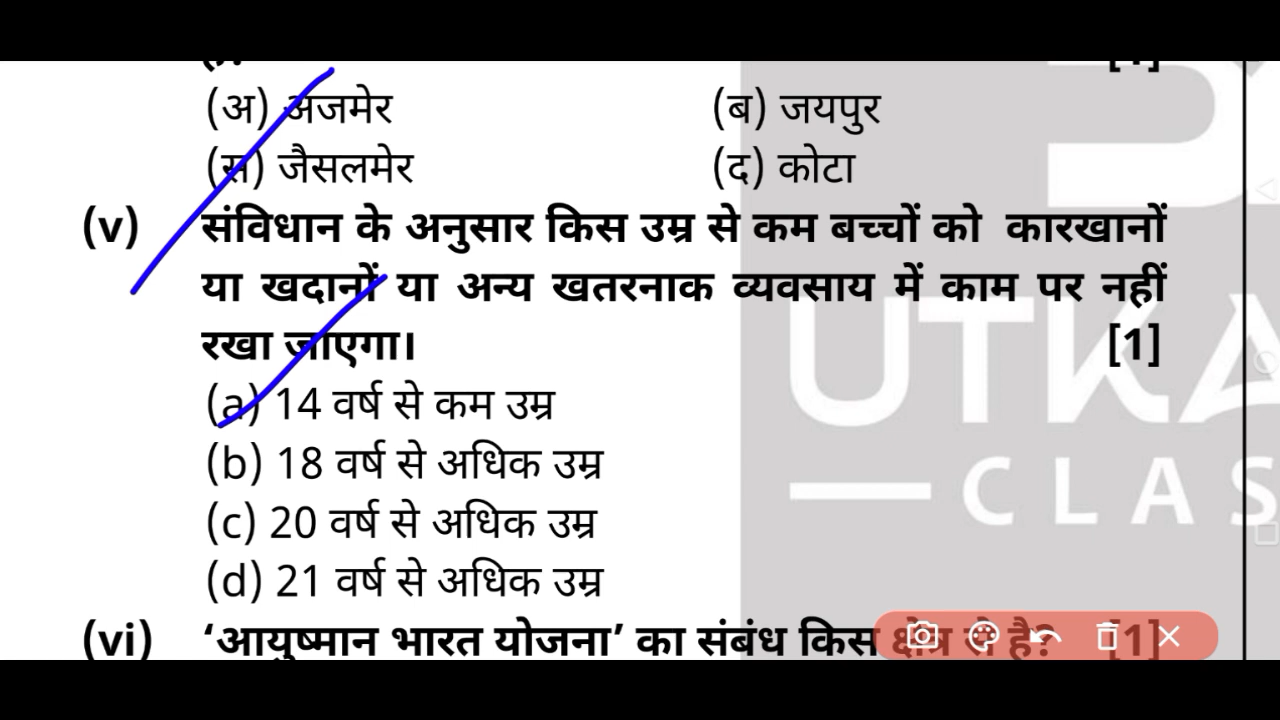 [1]
(अ) अजमेर (ब) जयपुर
(स) जैसलमेर (द) कोटा
(v) संविधान के अनुसार किस उम्र से कम बच्चों को कारखानों
या खदानों या अन्य खतरनाक व्यवसाय में काम पर नहीं
रखा जाएगा। [1]
(a) 14 वर्ष से कम उम्र
(b) 18 वर्ष से अधिक उम्र
(c) 20 वर्ष से अधिक उम्र
(d) 21 वर्ष से अधिक उम्र
(vi) ‘आयुष्मान भारत योजना’ का संबंध किस क्षेत्र से है? [1]
UTKA
CLAS